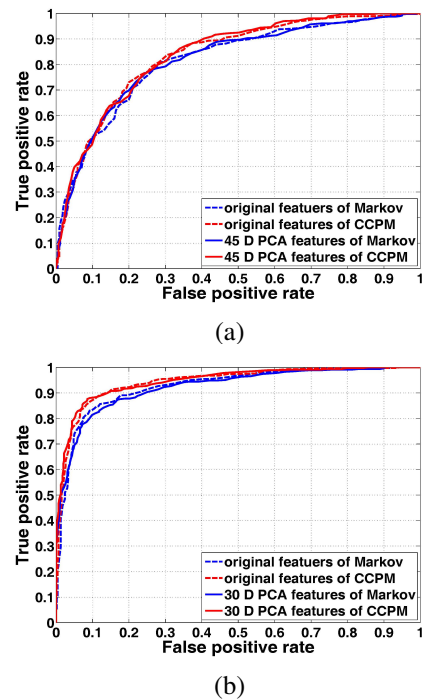 1
0.9
0.8
0.7
0.6
0.5
0.4
0.3
0.2
0.1
0
True positive rate
original featuers of Markov
original features of CCPM
45 D PCA features of Markov
45 D PCA features of CCPM
0 0.1 0.2 0.3 0.4 0.5 0.6 0.7 0.8 0.9 1
False positive rate
(a)
1
0.9
0.8
0.7
0.6
0.5
0.4
0.3
0.2
0.1
0
True positive rate
original featuers of Markov
original features of CCPM
30 D PCA features of Markov
30 D PCA features of CCPM
0 0.1 0.2 0.3 0.4 0.5 0.6 0.7 0.8 0.9 1
False positive rate
(b)